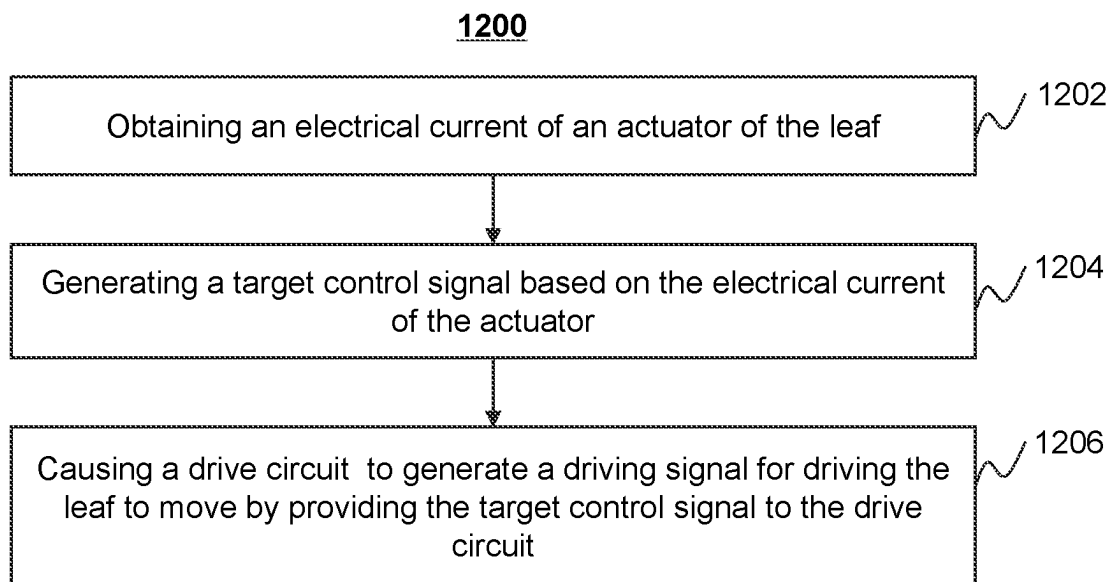 1200
1202
Obtaining an electrical current of an actuator of the leaf
1204
Generating a target control signal based on the electrical current
of the actuator
1206
Causing a drive circuit to generate a driving signal for driving the
leaf to move by providing the target control signal to the drive
circuit